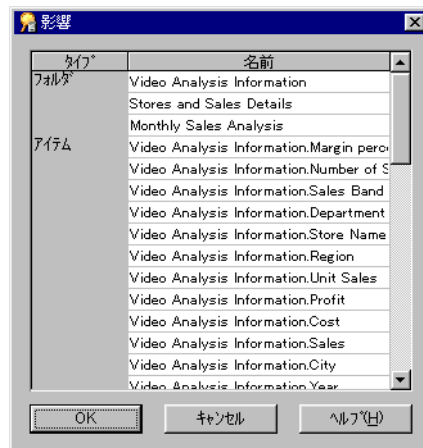 影響
ﾀｲﾌﾟ 名前
ﾌｫﾙﾀﾞ Video Analysis Information
Stores and Sales Details
Monthly Sales Analysis
ｱｲﾃﾑ Video Analysis Information.Margin perc
Video Analysis Information.Number of S
Video Analysis Information.Sales Band
Video Analysis Information.Department
Video Analysis Information.Store Name
Video Analysis Information.Region
Video Analysis Information.Unit Sales
Video Analysis Information.Profit
Video Analysis Information.Cost
Video Analysis Information.Sales
Video Analysis Information.City
Video Analysis Information.Year
OK ｷｬﾝｾﾙ ﾍﾙﾌﾟ(H)